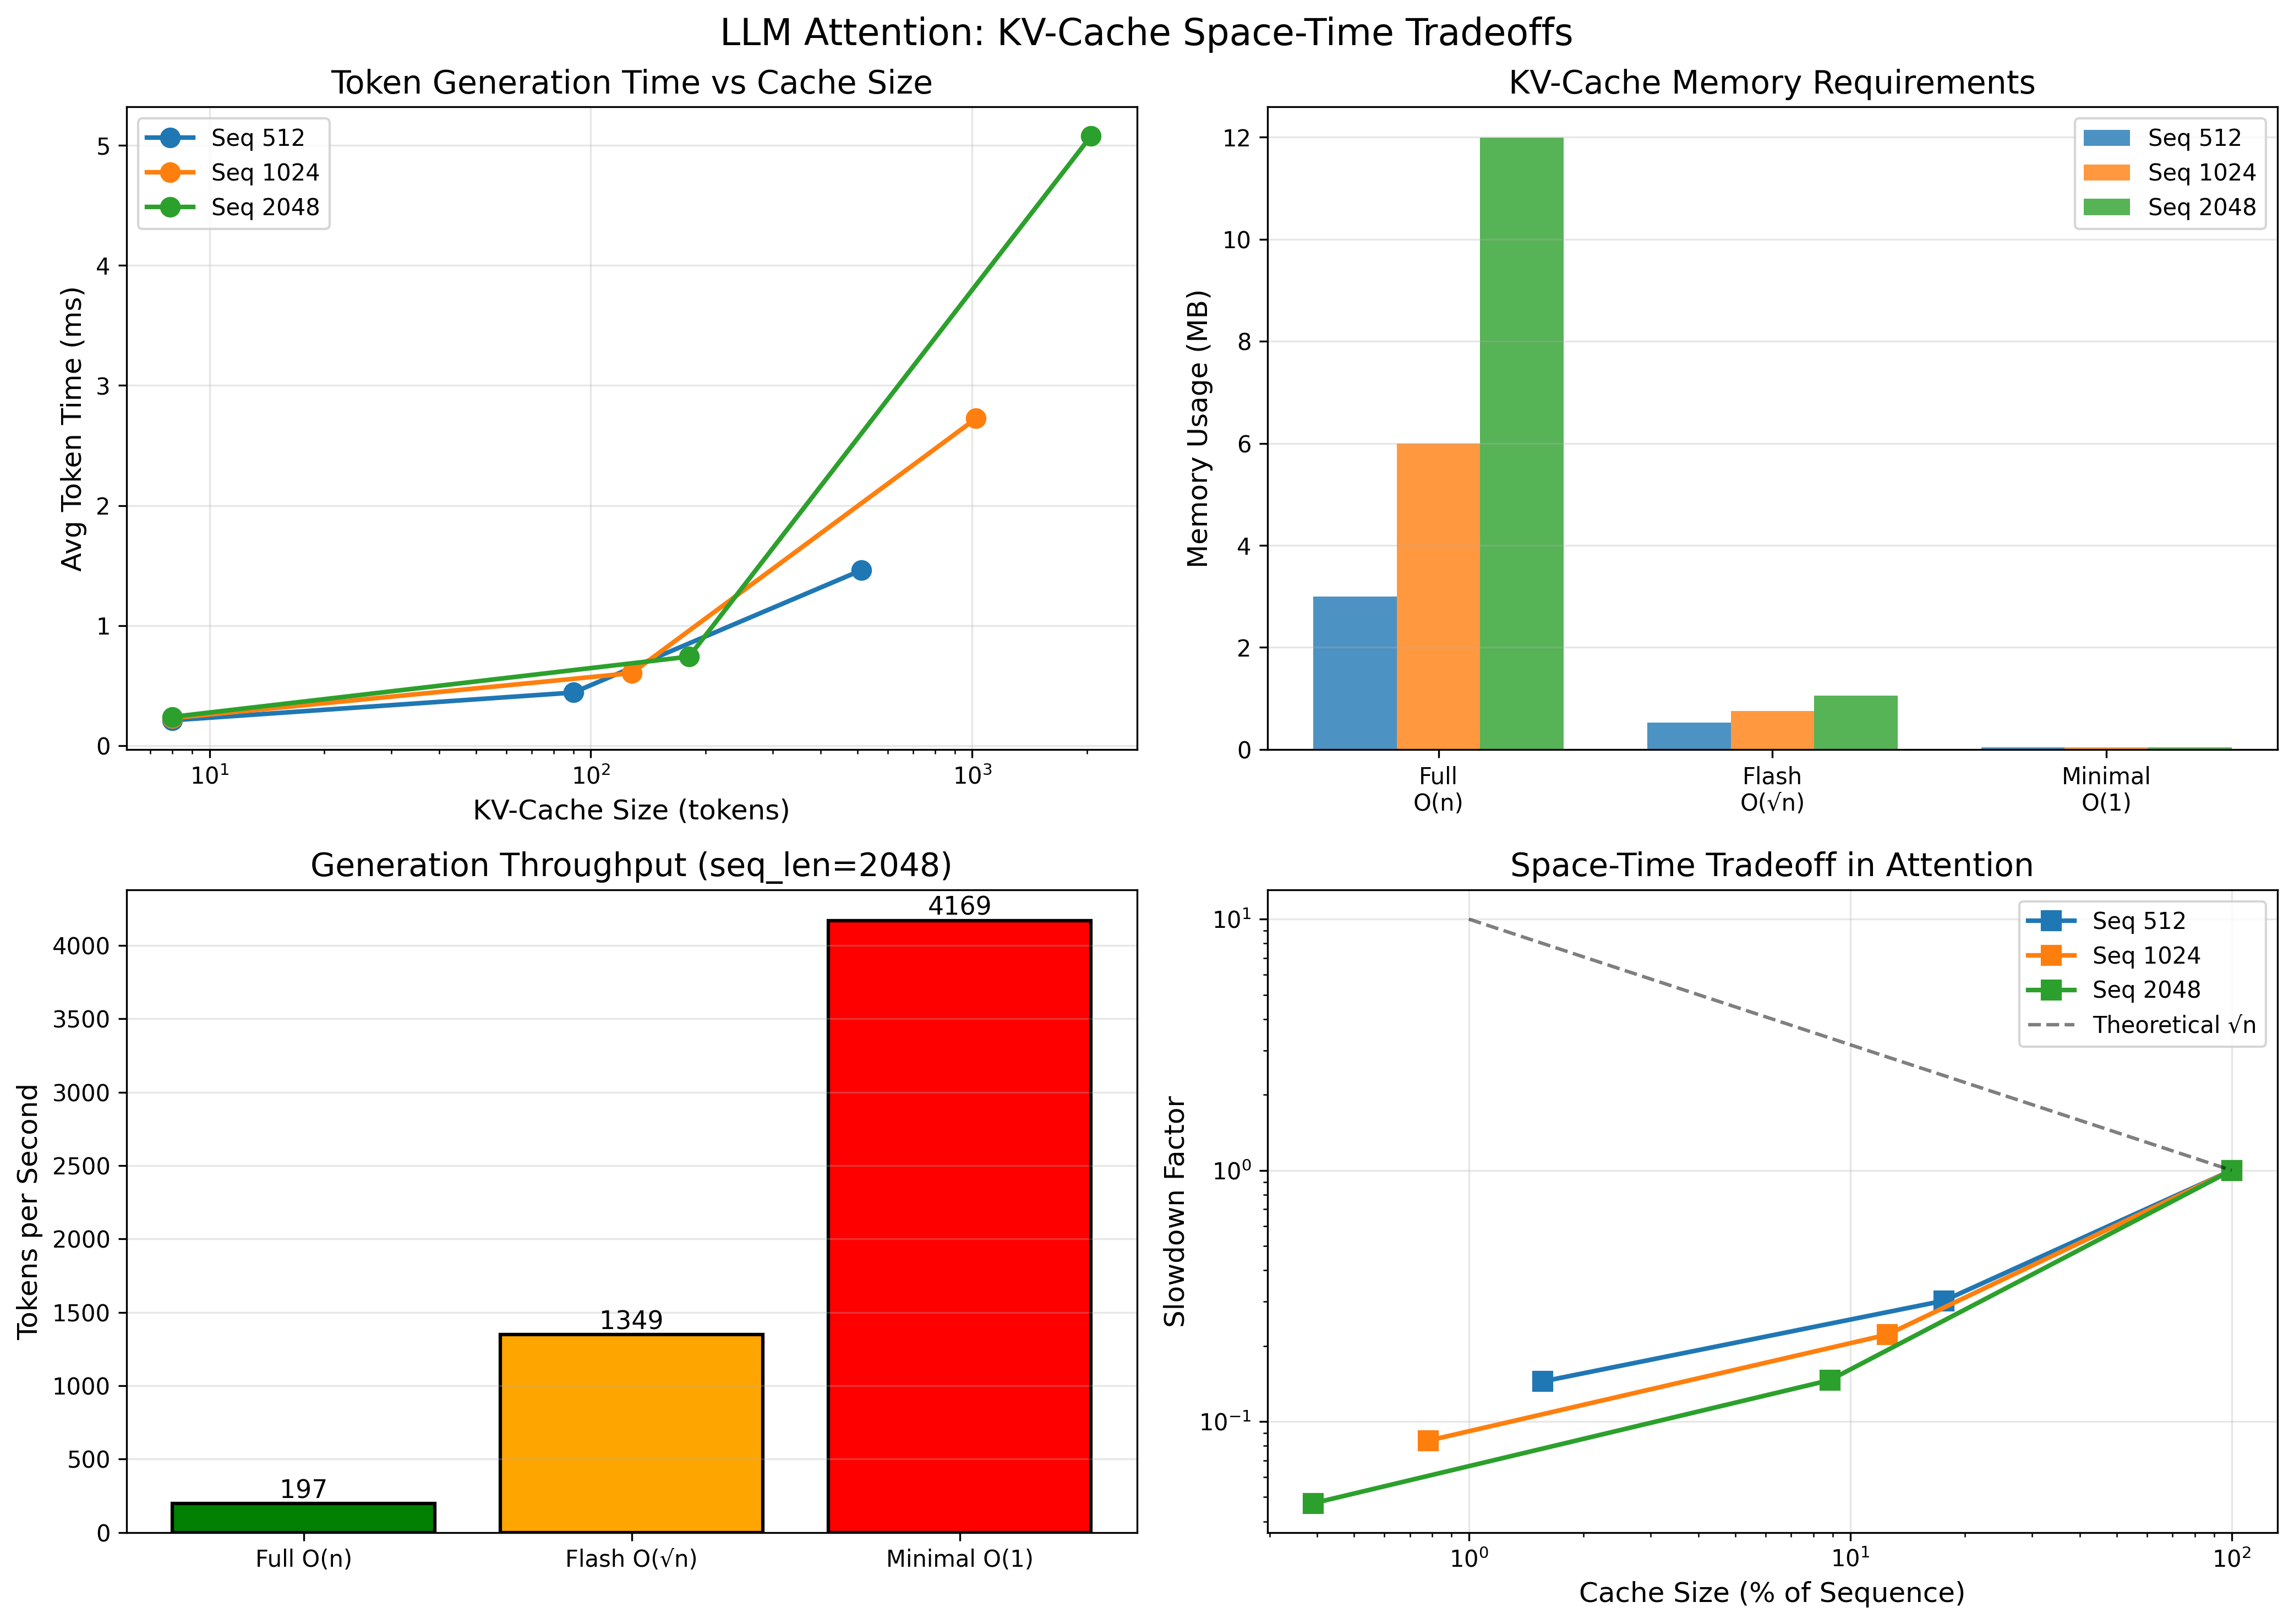 LLM Attention: KV-Cache Space-Time Tradeoffs
Token Generation Time vs Cache Size
Seq 512
Seq 1024
Seq 2048
Avg Token Time (ms)
5
4
3
2
1
0
10¹
10²
10³
KV-Cache Size (tokens)
KV-Cache Memory Requirements
Seq 512
Seq 1024
Seq 2048
Memory Usage (MB)
12
10
8
6
4
2
0
Full
O(n)
Flash
O(√n)
Minimal
O(1)
Generation Throughput (seq_len=2048)
Tokens per Second
4000
3500
3000
2500
2000
1500
1000
500
0
197
1349
4169
Full O(n)
Flash O(√n)
Minimal O(1)
Space-Time Tradeoff in Attention
Seq 512
Seq 1024
Seq 2048
Theoretical √n
Slowdown Factor
10¹
10⁰
10⁻¹
10⁰
10¹
10²
Cache Size (% of Sequence)